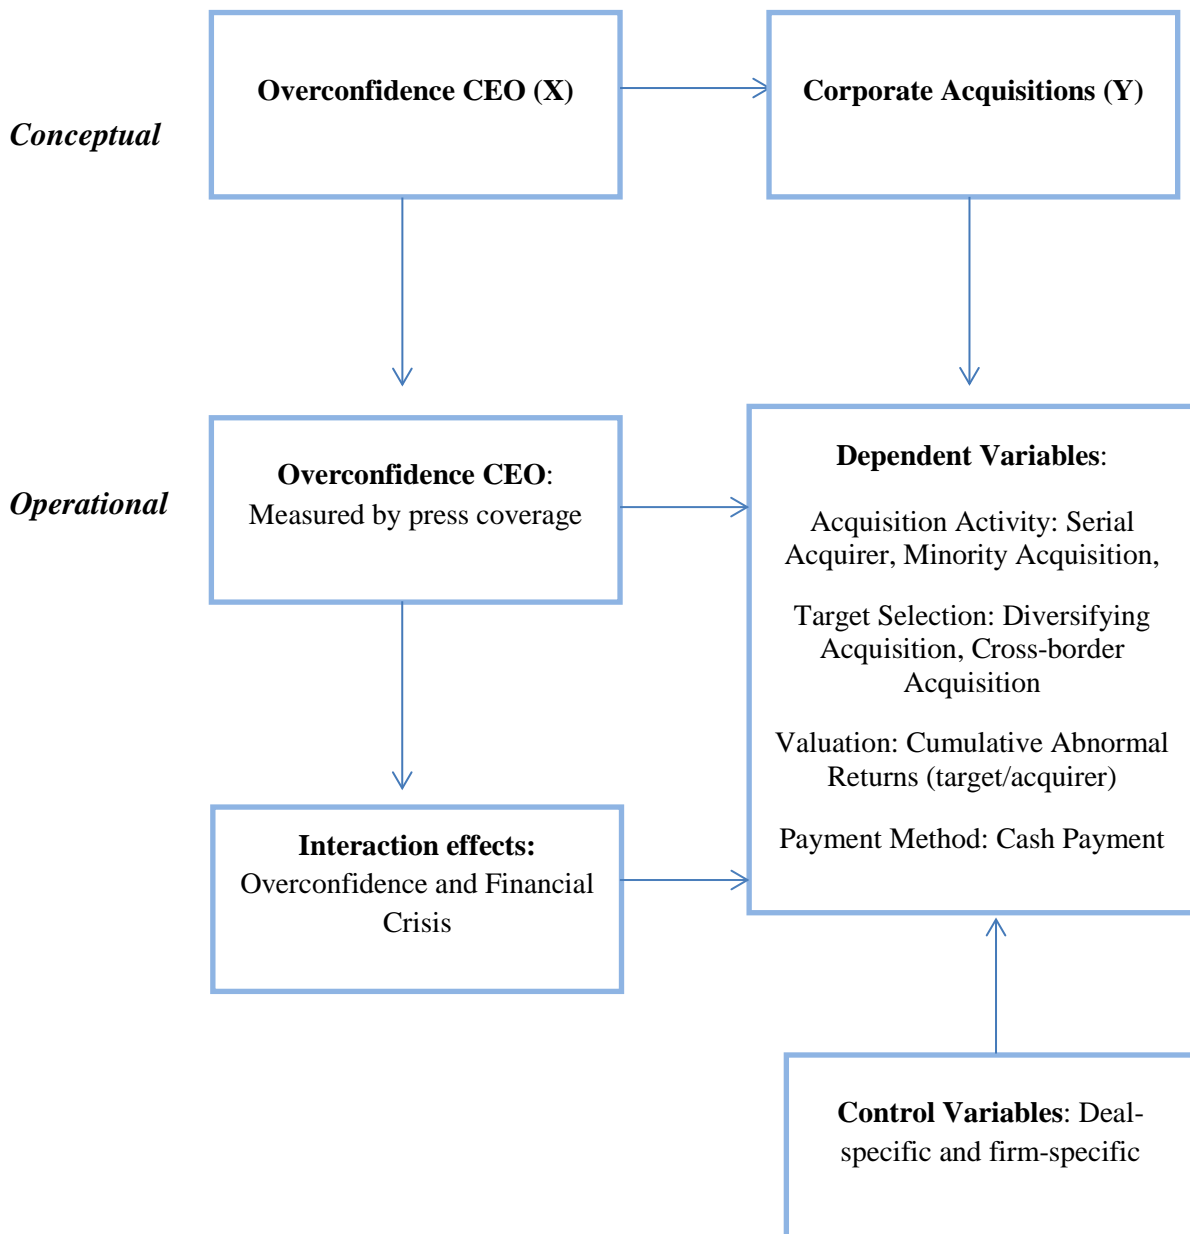 Overconfidence CEO (X)
Corporate Acquisitions (Y)
Conceptual
Operational
Overconfidence CEO:
Measured by press coverage
Dependent Variables:
Acquisition Activity: Serial
Acquirer, Minority Acquisition,
Target Selection: Diversifying
Acquisition, Cross-border
Acquisition
Valuation: Cumulative Abnormal
Returns (target/acquirer)
Payment Method: Cash Payment
Interaction effects:
Overconfidence and Financial
Crisis
Control Variables: Deal-
specific and firm-specific